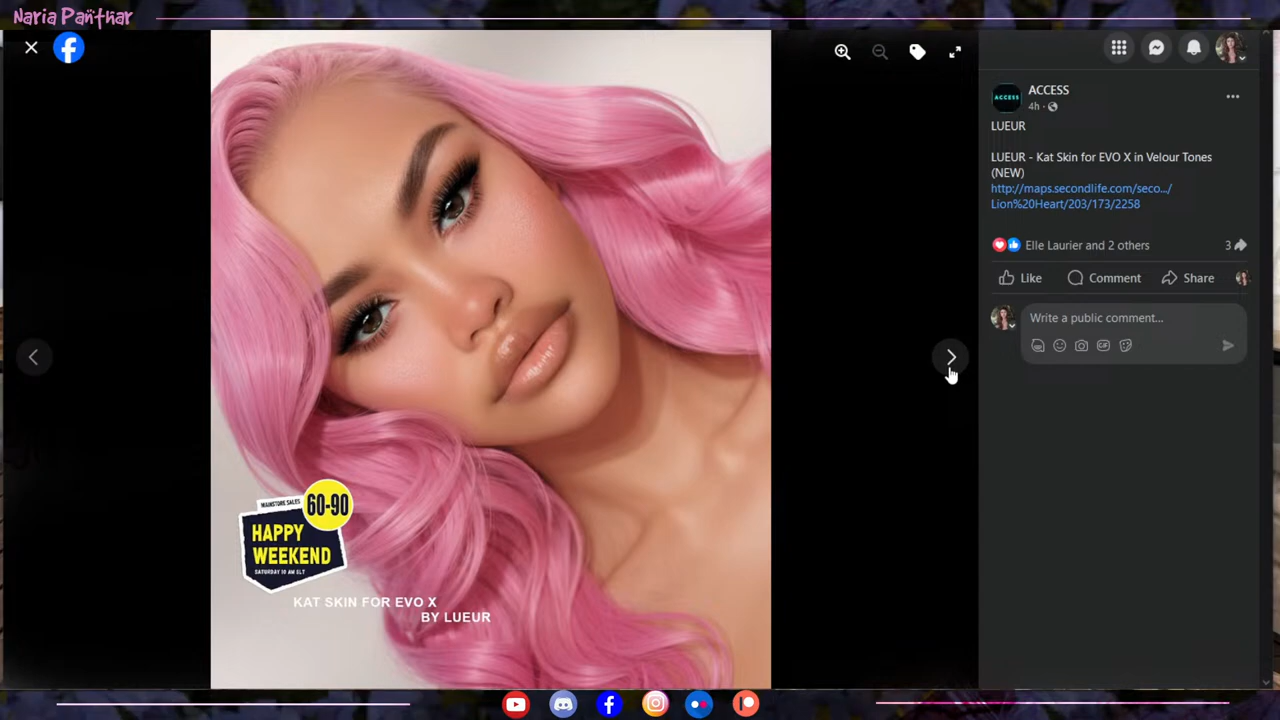 Naria Panthar
ACCESS
ACCESS
4h ·
LUEUR
LUEUR - Kat Skin for EVO X in Velour Tones
(NEW)
http://maps.secondlife.com/seco.../
Lion%20Heart/203/173/2258
Elle Laurier and 2 others
3
Like
Comment
Share
Write a public comment...
GIF
MAINSTORE SALES
60-90
HAPPY
WEEKEND
SATURDAY 10 AM SLT
KAT SKIN FOR EVO X
BY LUEUR